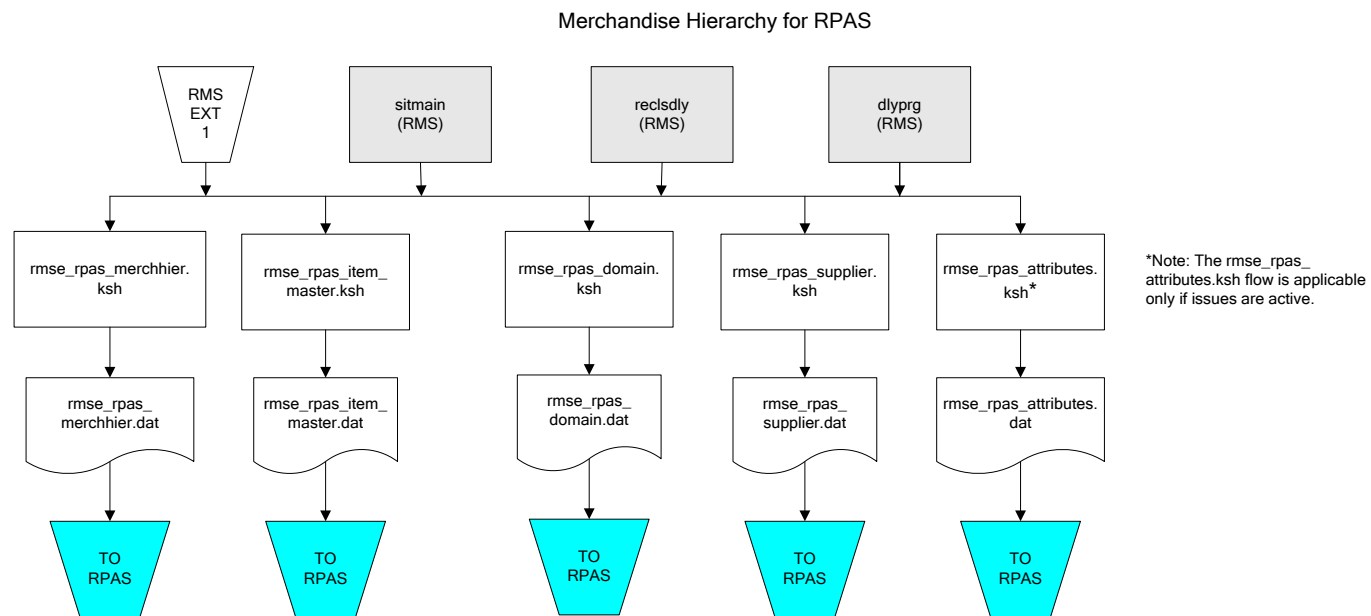 Merchandise Hierarchy for RPAS
RMS
EXT
1
sitmain
(RMS)
reclsdly
(RMS)
dlyprg
(RMS)
rmse_rpas_merchhier.
ksh
rmse_rpas_item_
master.ksh
rmse_rpas_domain.
ksh
rmse_rpas_supplier.
ksh
rmse_rpas_attributes.
ksh*
*Note: The rmse_rpas_
attributes.ksh flow is applicable
only if issues are active.
rmse_rpas_
merchhier.dat
rmse_rpas_item_
master.dat
rmse_rpas_
domain.dat
rmse_rpas_
supplier.dat
rmse_rpas_attributes.
dat
TO
RPAS
TO
RPAS
TO
RPAS
TO
RPAS
TO
RPAS